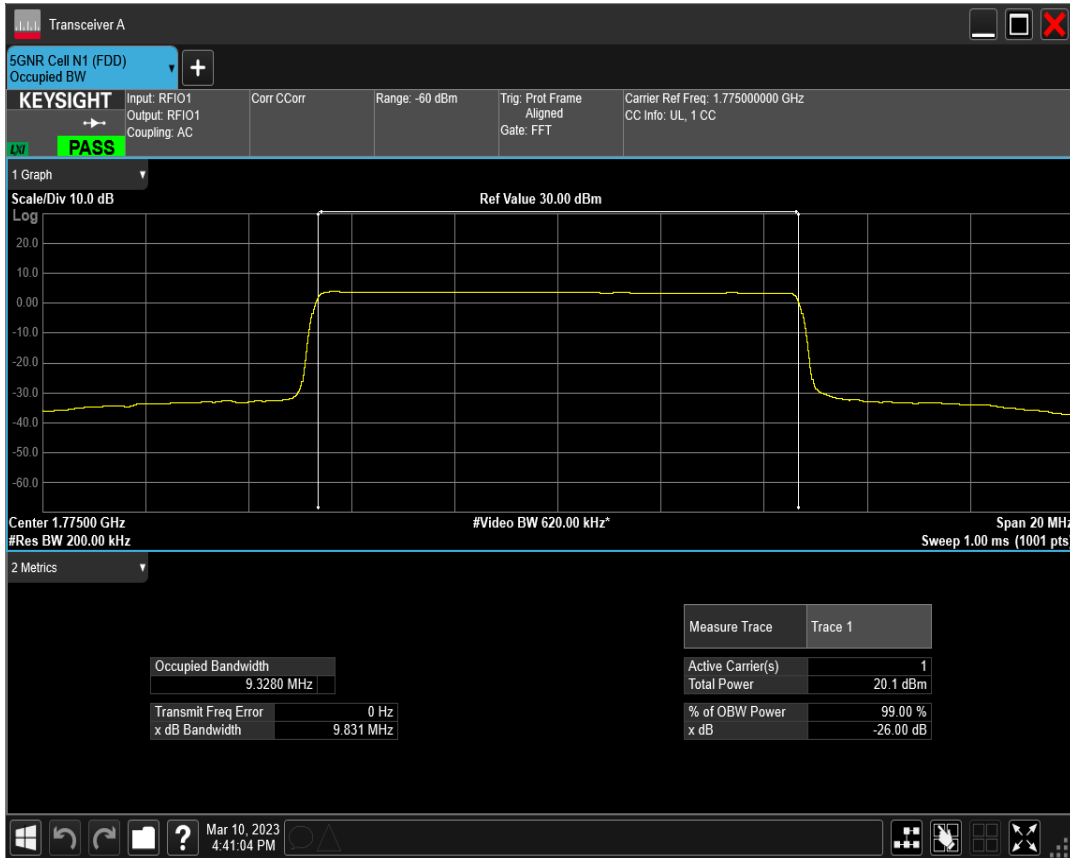 Transceiver A
5GNR Cell N1 (FDD)
Occupied BW
+
KEYSIGHT
LXI
PASS
Input: RFIO1
Output: RFIO1
Coupling: AC
Corr CCorr
Range: -60 dBm
Trig: Prot Frame
Aligned
Gate: FFT
Carrier Ref Freq: 1.775000000 GHz
CC Info: UL, 1 CC
1 Graph
Scale/Div 10.0 dB
Ref Value 30.00 dBm
Log
20.0
10.0
0.00
-10.0
-20.0
-30.0
-40.0
-50.0
-60.0
Center 1.77500 GHz
#Video BW 620.00 kHz*
Span 20 MHz
#Res BW 200.00 kHz
Sweep 1.00 ms (1001 pts)
2 Metrics
Measure Trace Trace 1
Occupied Bandwidth
9.3280 MHz
Active Carrier(s) 1
Total Power 20.1 dBm
Transmit Freq Error 0 Hz
x dB Bandwidth 9.831 MHz
% of OBW Power 99.00 %
x dB -26.00 dB
?
Mar 10, 2023
4:41:04 PM